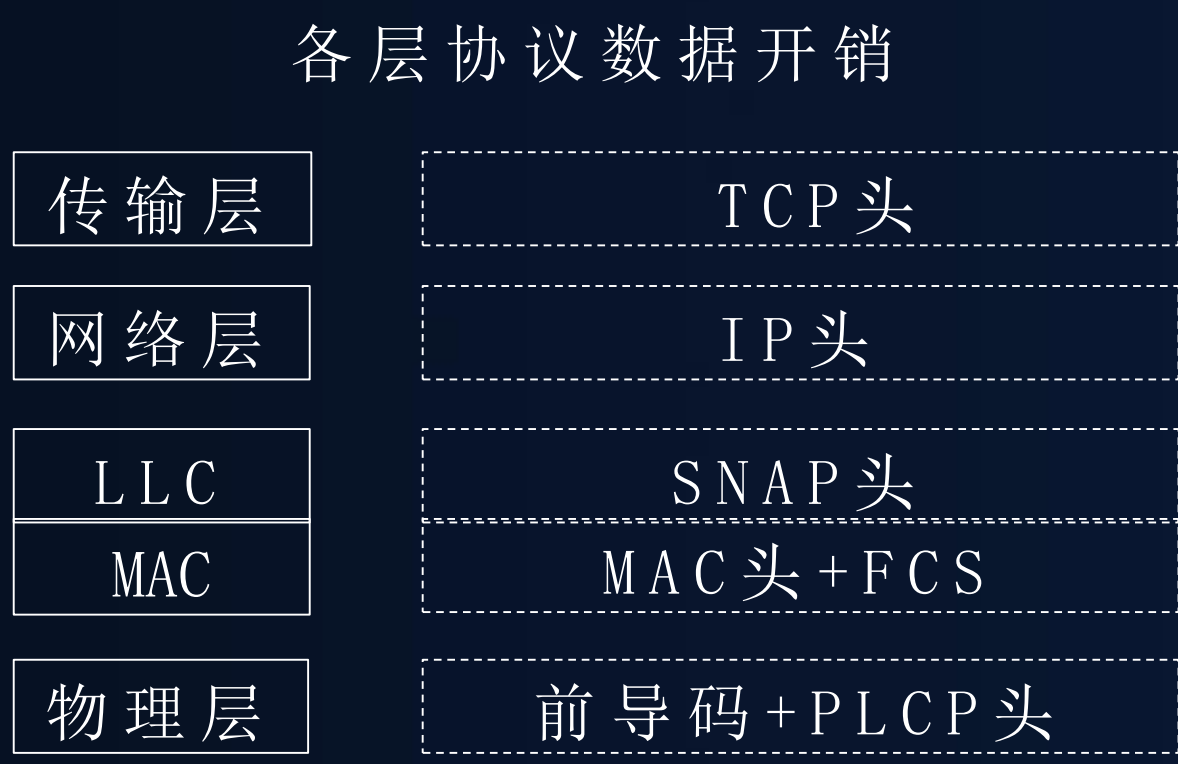 各层协议数据开销
传输层 TCP头
网络层 IP头
LLC SNAP头
MAC MAC头+FCS
物理层 前导码+PLCP头